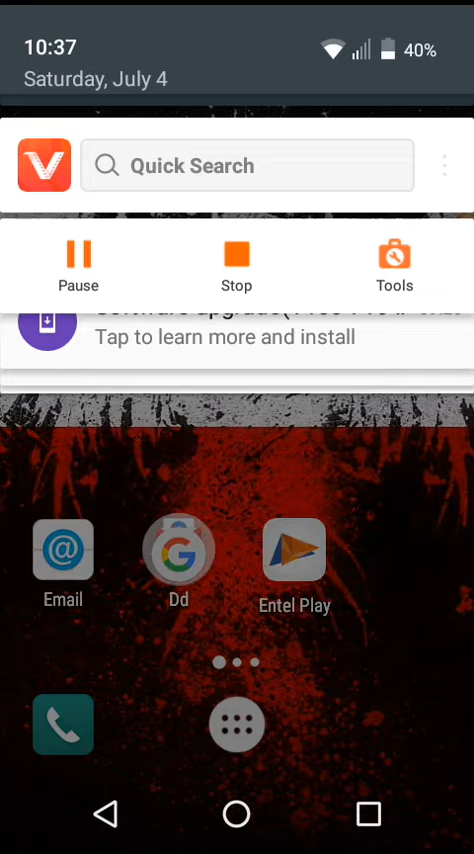 10:37
40%
Saturday, July 4
Quick Search
Pause
Stop
Tools
Tap to learn more and install
@
Email
Dd
Entel Play